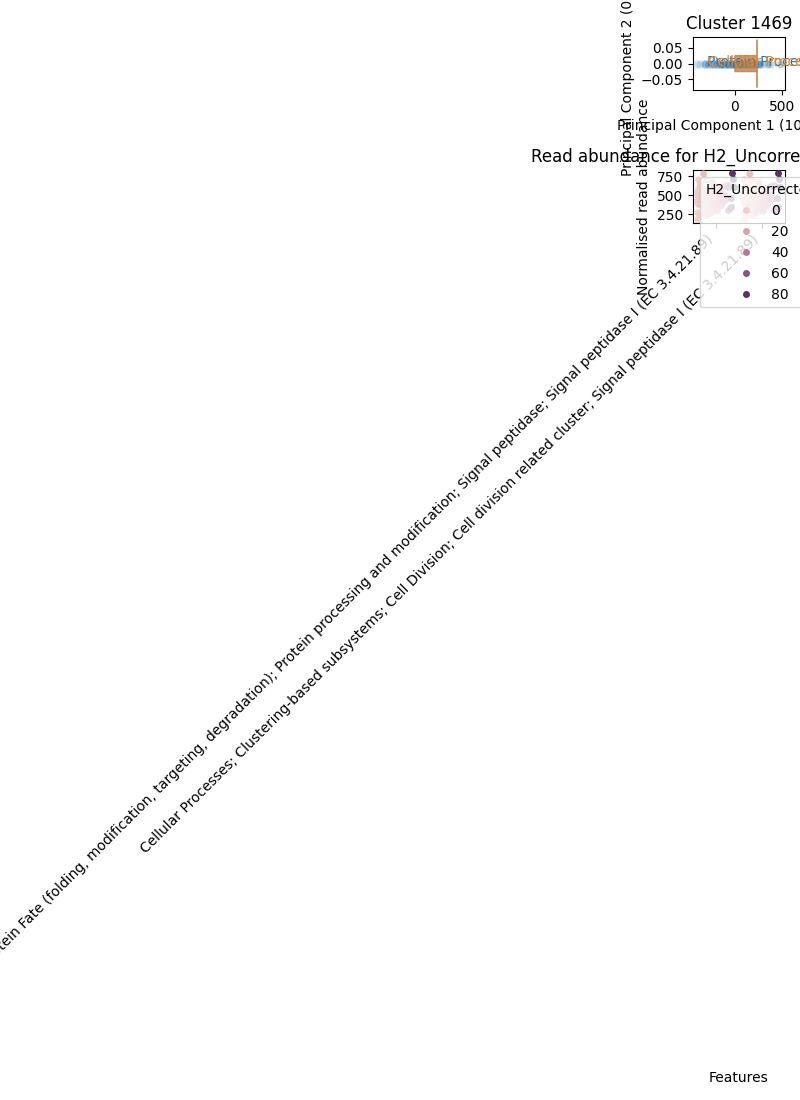 Cluster 1469
Principal Component 2 (0
0.05
0.00
−0.05
0
500
Principal Component 1 (10
Read abundance for H2_Uncorre
Normalised read abundance
750
500
250
H2_Uncorrecte
0
20
40
60
80
tein Fate (folding, modification, targeting, degradation); Protein processing and modification; Signal peptidase; Signal peptidase I (EC 3.4.21.89)
Cellular Processes; Clustering-based subsystems; Cell Division; Cell division related cluster; Signal peptidase I (EC 3.4.21.89)
Features